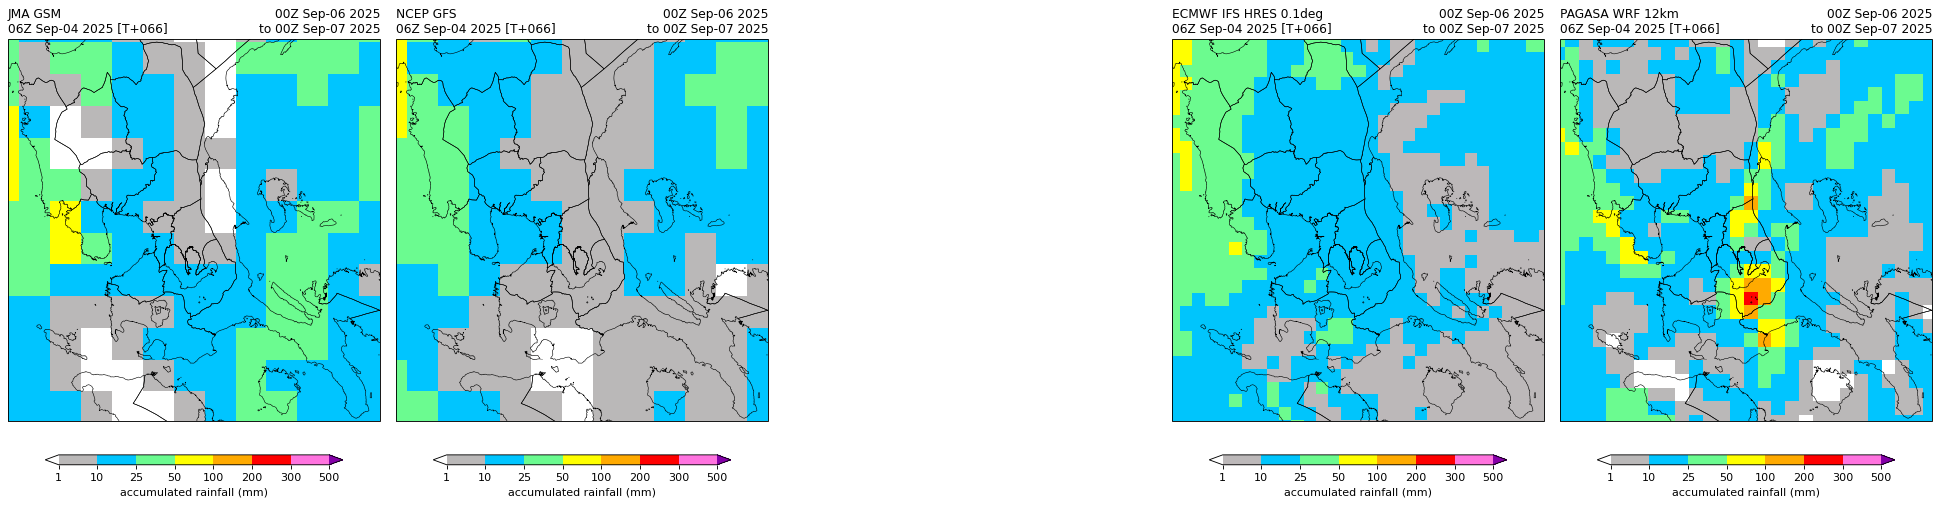 JMA GSM 00Z Sep-06 2025
06Z Sep-04 2025 [T+066] to 00Z Sep-07 2025
NCEP GFS 00Z Sep-06 2025
06Z Sep-04 2025 [T+066] to 00Z Sep-07 2025
ECMWF IFS HRES 0.1deg 00Z Sep-06 2025
06Z Sep-04 2025 [T+066] to 00Z Sep-07 2025
PAGASA WRF 12km 00Z Sep-06 2025
06Z Sep-04 2025 [T+066] to 00Z Sep-07 2025
1 10 25 50 100 200 300 500
accumulated rainfall (mm)
1 10 25 50 100 200 300 500
accumulated rainfall (mm)
1 10 25 50 100 200 300 500
accumulated rainfall (mm)
1 10 25 50 100 200 300 500
accumulated rainfall (mm)